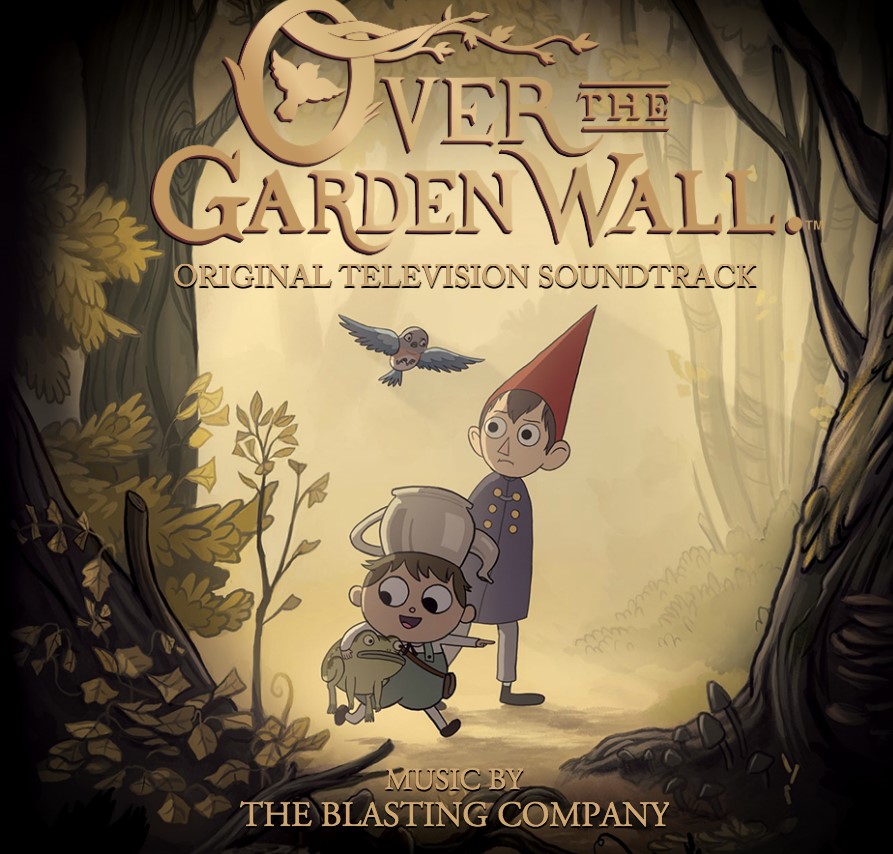 OVER THE
GARDEN WALL.™
ORIGINAL TELEVISION SOUNDTRACK
MUSIC BY
THE BLASTING COMPANY